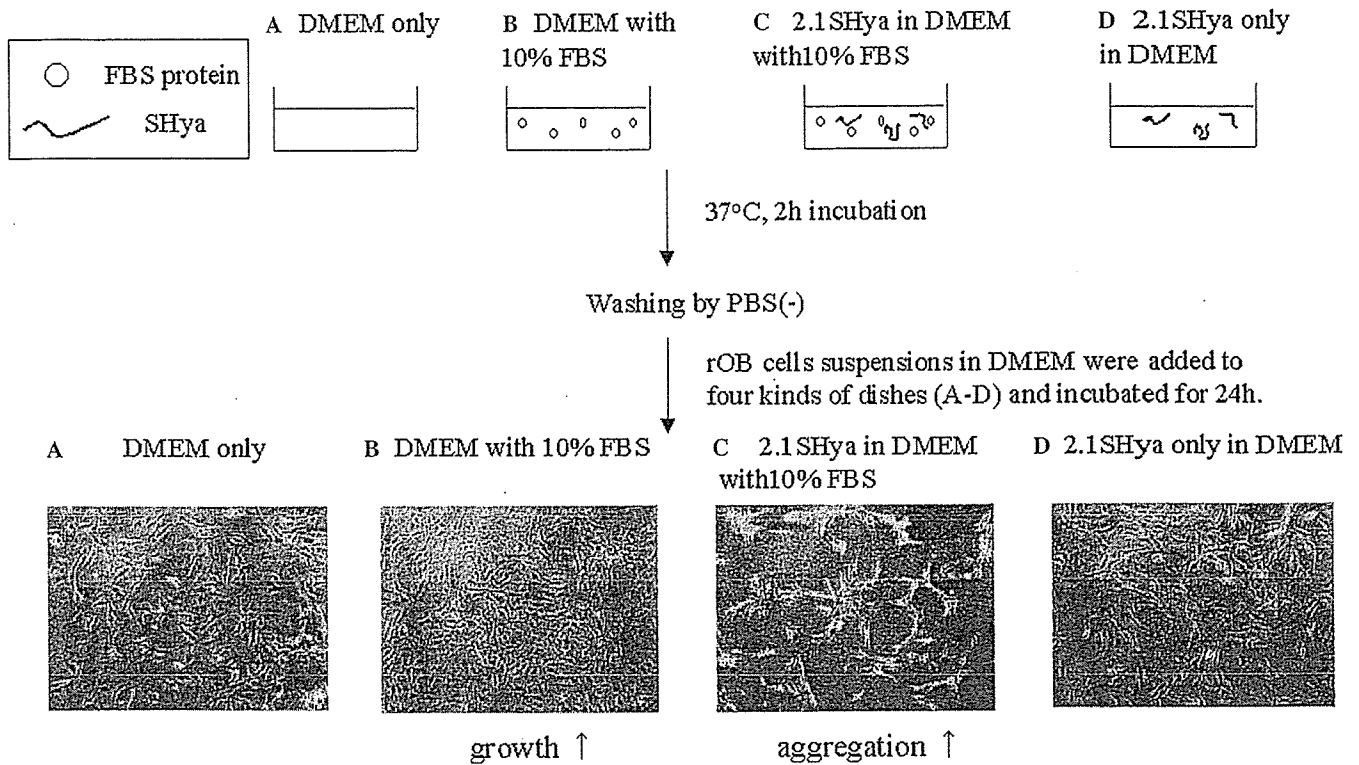 A DMEM only
B DMEM with
10% FBS
C 2.1SHya in DMEM
with10% FBS
D 2.1SHya only
in DMEM
FBS protein
SHya
37°C, 2h incubation
Washing by PBS(-)
rOB cells suspensions in DMEM were added to
four kinds of dishes (A-D) and incubated for 24h.
A DMEM only
B DMEM with 10% FBS
C 2.1SHya in DMEM
with10% FBS
D 2.1SHya only in DMEM
growth ↑
aggregation ↑